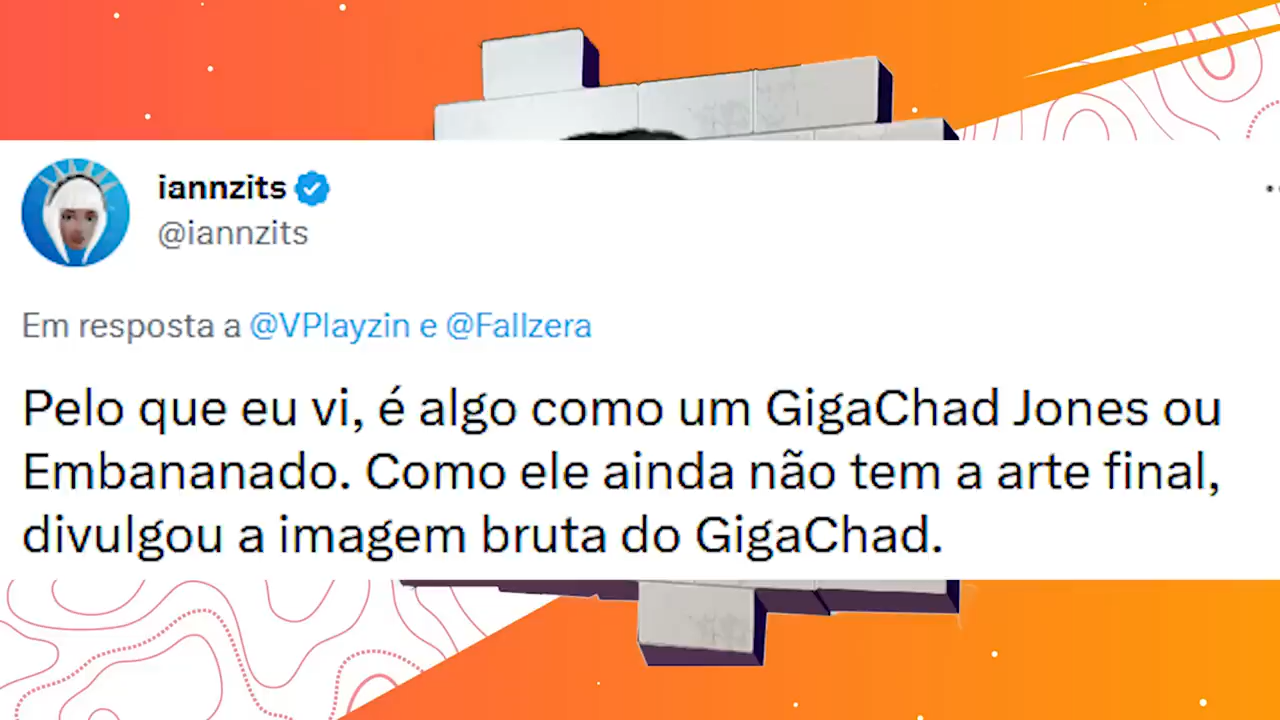 iannzits
@iannzits
Em resposta a @VPlayzin e @Fallzera
Pelo que eu vi, é algo como um GigaChad Jones ou
Embananado. Como ele ainda não tem a arte final,
divulgou a imagem bruta do GigaChad.